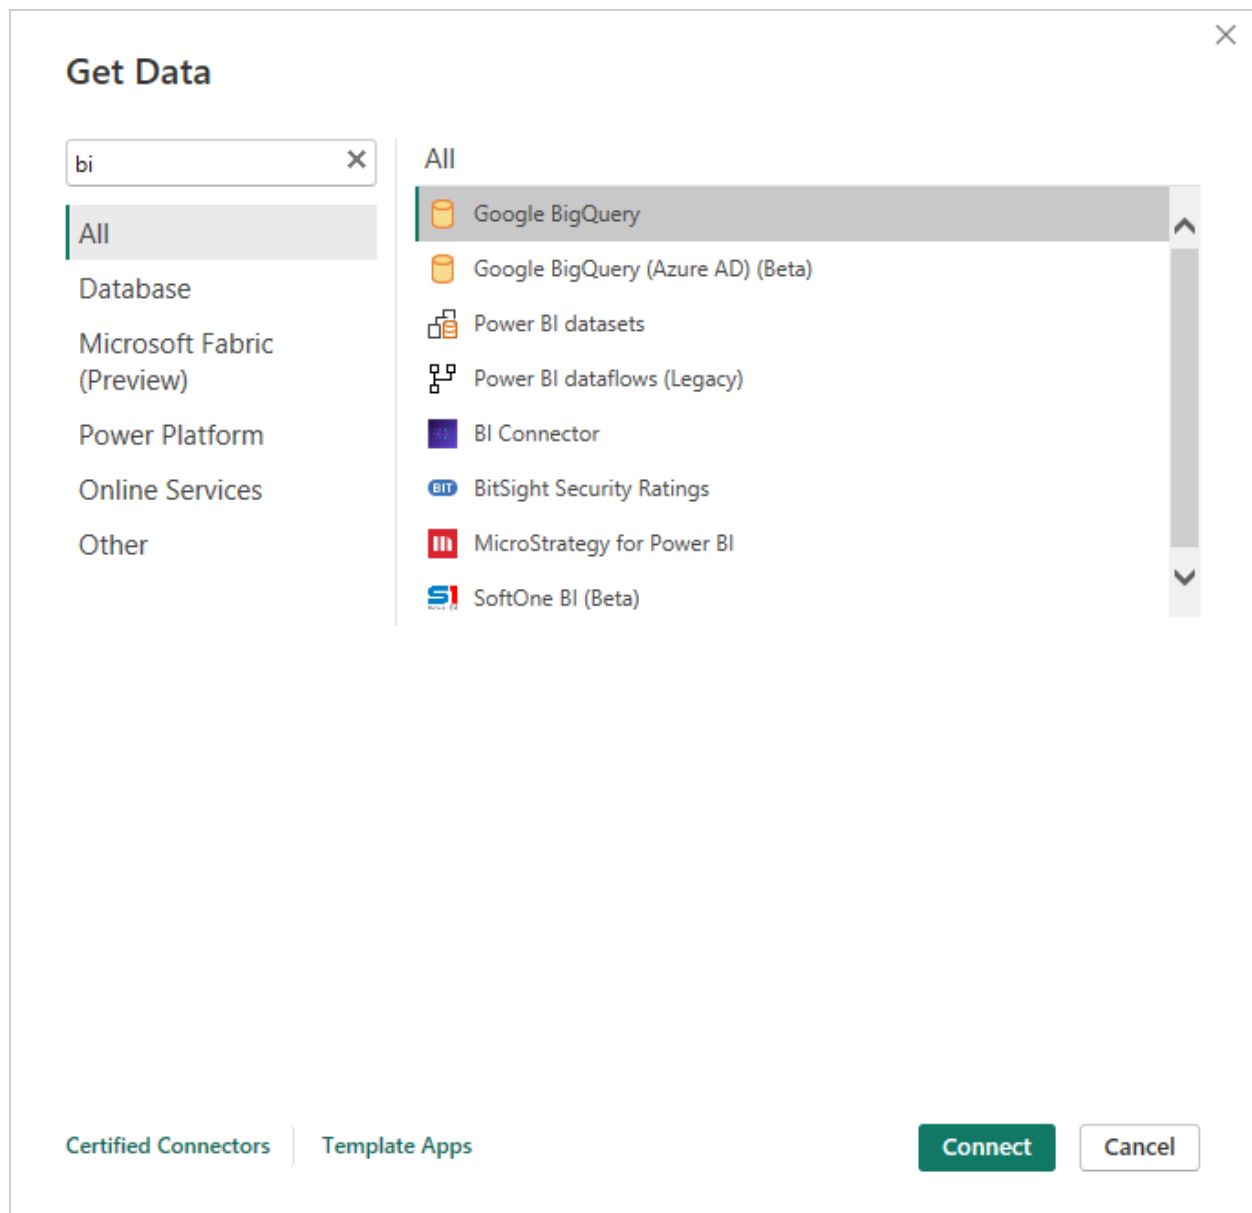 Get Data
bi
All
Database
Microsoft Fabric
(Preview)
Power Platform
Online Services
Other
All
Google BigQuery
Google BigQuery (Azure AD) (Beta)
Power BI datasets
Power BI dataflows (Legacy)
BI Connector
BIT BitSight Security Ratings
MicroStrategy for Power BI
S1 SoftOne BI (Beta)
Certified Connectors
Template Apps
Connect
Cancel